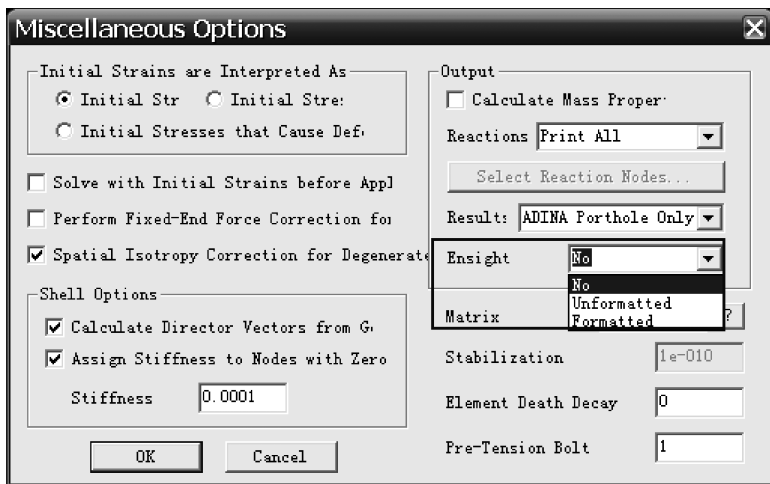 Miscellaneous Options
Initial Strains are Interpreted As
Initial Str
Initial Stre
Initial Stresses that Cause Def
Solve with Initial Strains before Appl
Perform Fixed-End Force Correction for
Spatial Isotropy Correction for Degenerate
Shell Options
Calculate Director Vectors from G
Assign Stiffness to Nodes with Zero
Stiffness 0.0001
OK
Cancel
Output
Calculate Mass Proper
Reactions Print All
Select Reaction Nodes...
Result: ADINA Porthole Only
Ensight No
No
Unformatted
Formatted
Matrix ?
Stabilization 1e-010
Element Death Decay 0
Pre-Tension Bolt 1